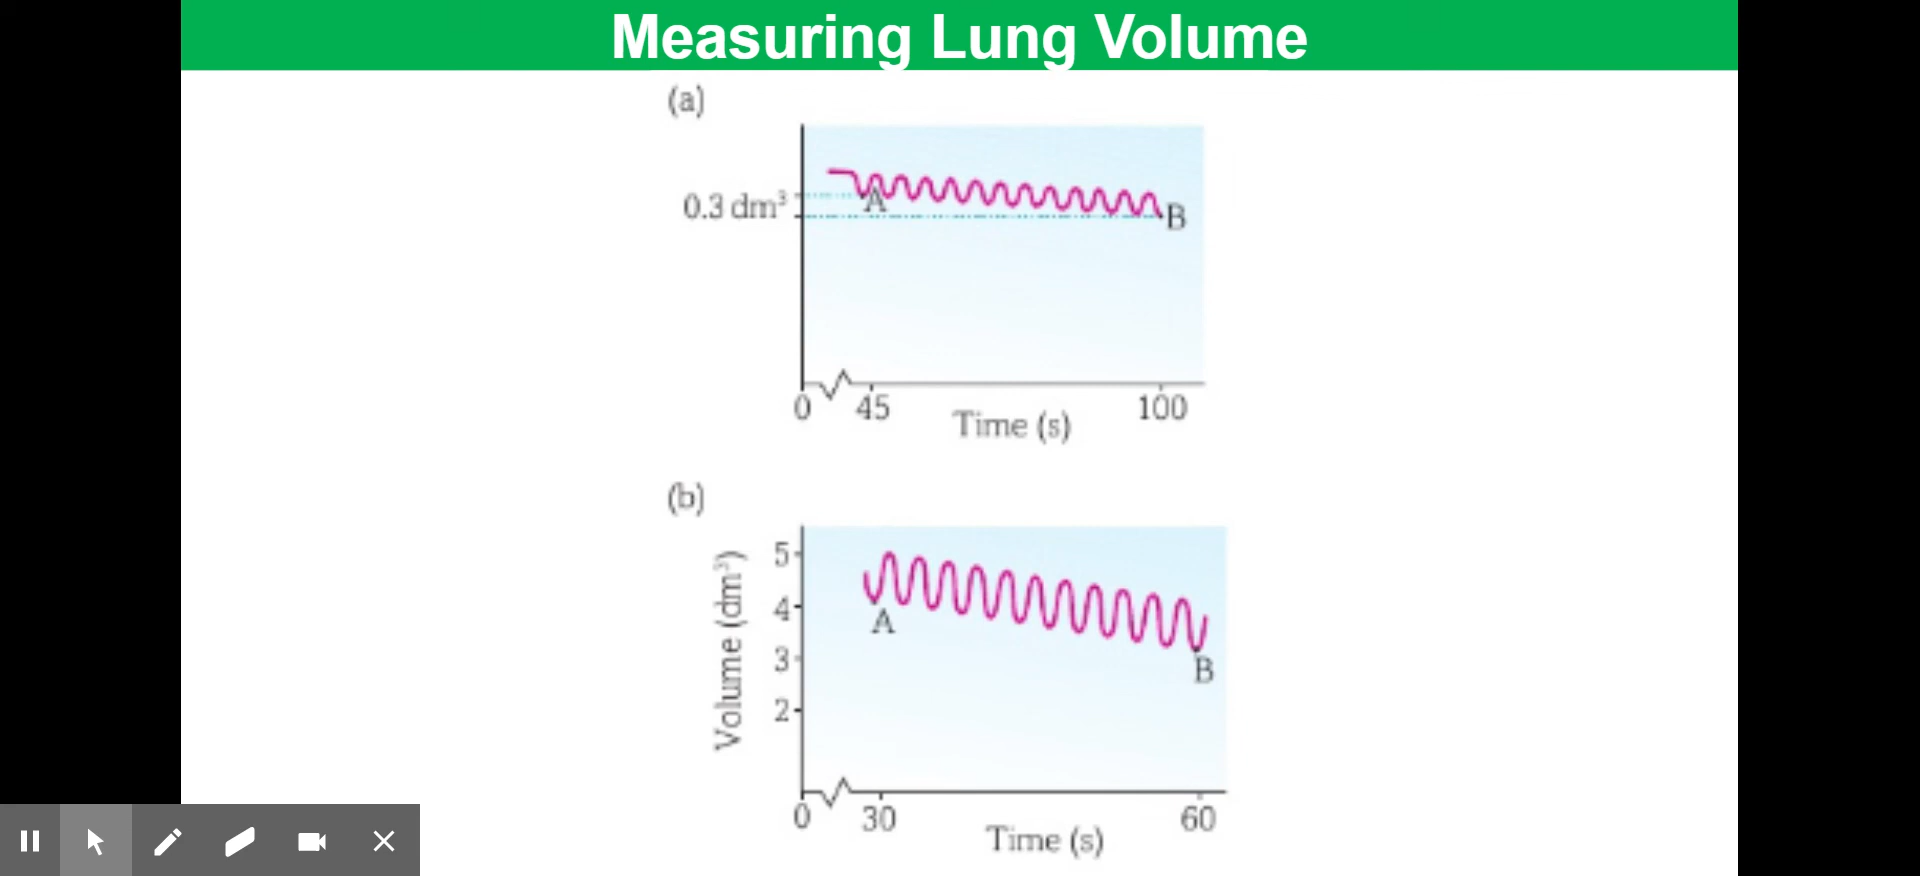 Measuring Lung Volume
(a)
0.3 dm³
A
B
0 45 100
Time (s)
(b)
Volume (dm³)
5
4
3
2
A
B
0 30 60
Time (s)